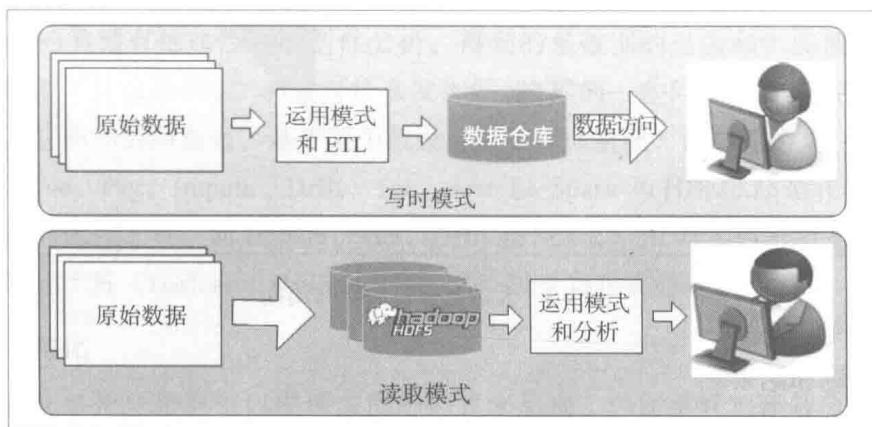 原始数据
运用模式
和 ETL
数据仓库
数据访问
写时模式
原始数据
hadoop
HDFS
运用模式
和分析
读取模式